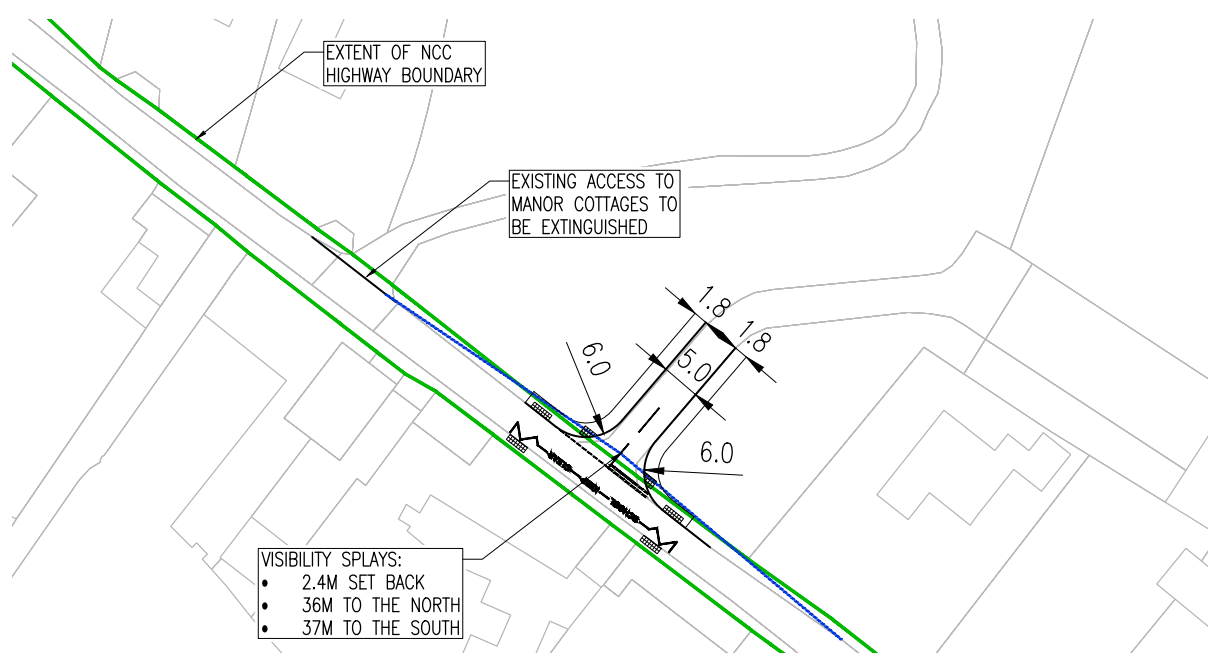 EXTENT OF NCC
HIGHWAY BOUNDARY
EXISTING ACCESS TO
MANOR COTTAGES TO
BE EXTINGUISHED
1.8
1.8
5.0
6.0
6.0
VISIBILITY SPLAYS:
• 2.4M SET BACK
• 36M TO THE NORTH
• 37M TO THE SOUTH